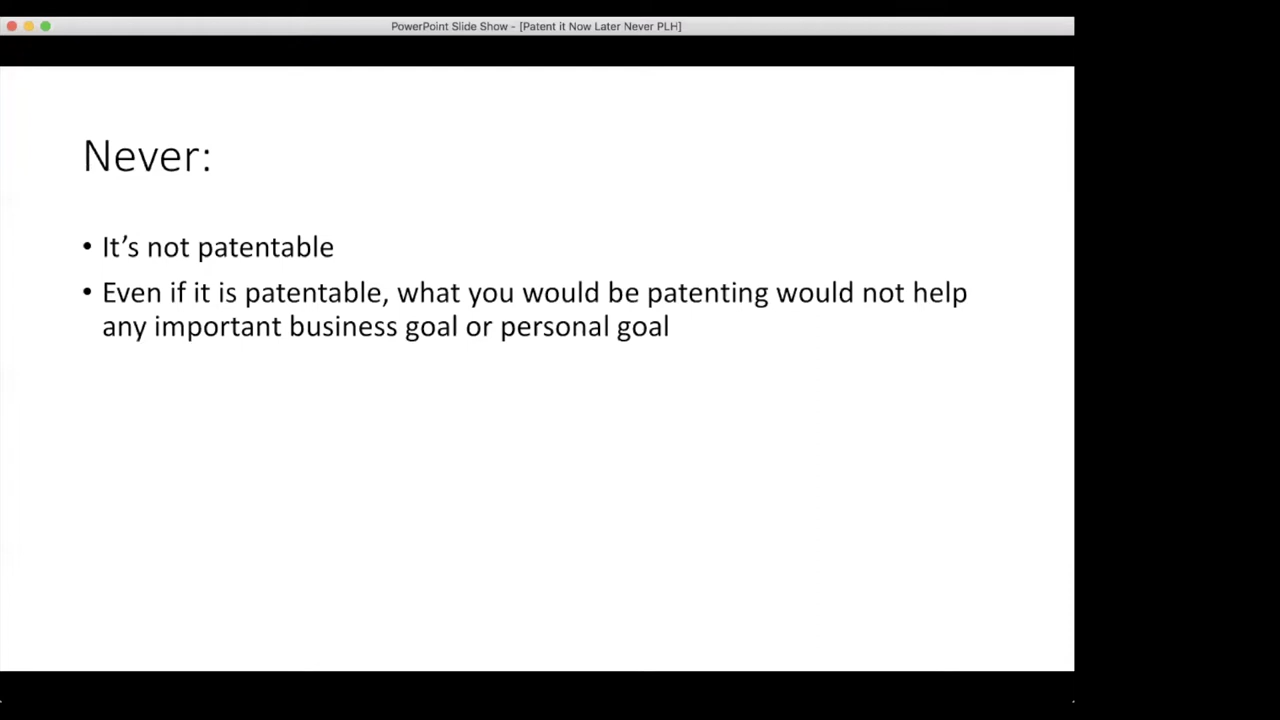 PowerPoint Slide Show - [Patent it Now Later Never PLH]
Never:
• It’s not patentable
• Even if it is patentable, what you would be patenting would not help
any important business goal or personal goal